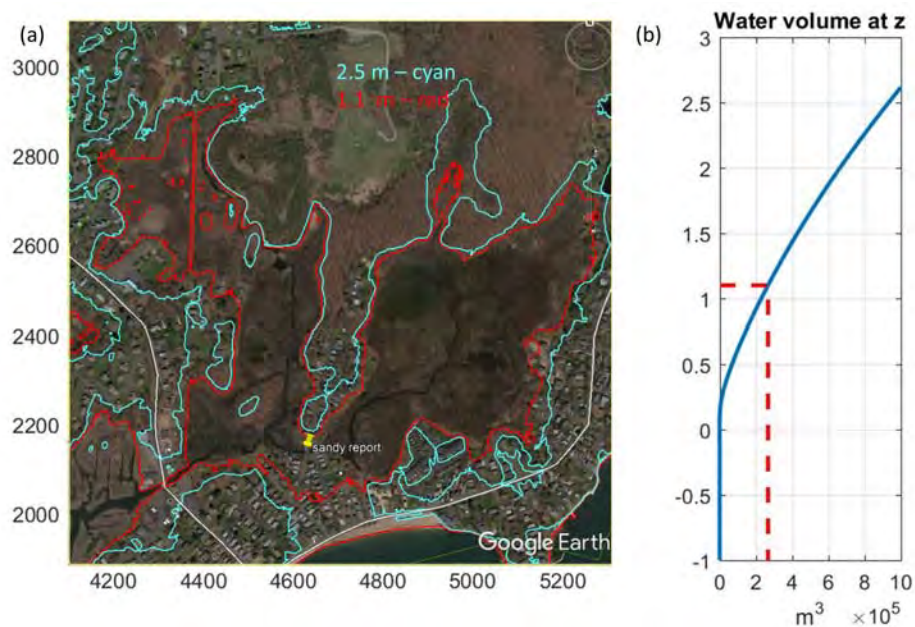 (a)
3000
2800
2600
2400
2200
2000
4200 4400 4600 4800 5000 5200
2.5 m – cyan
1.1 m – red
sandy report
Google Earth
(b)
Water volume at z
3
2.5
2
1.5
1
0.5
0
-0.5
-1
0 2 4 6 8 10
m³ ×10⁵